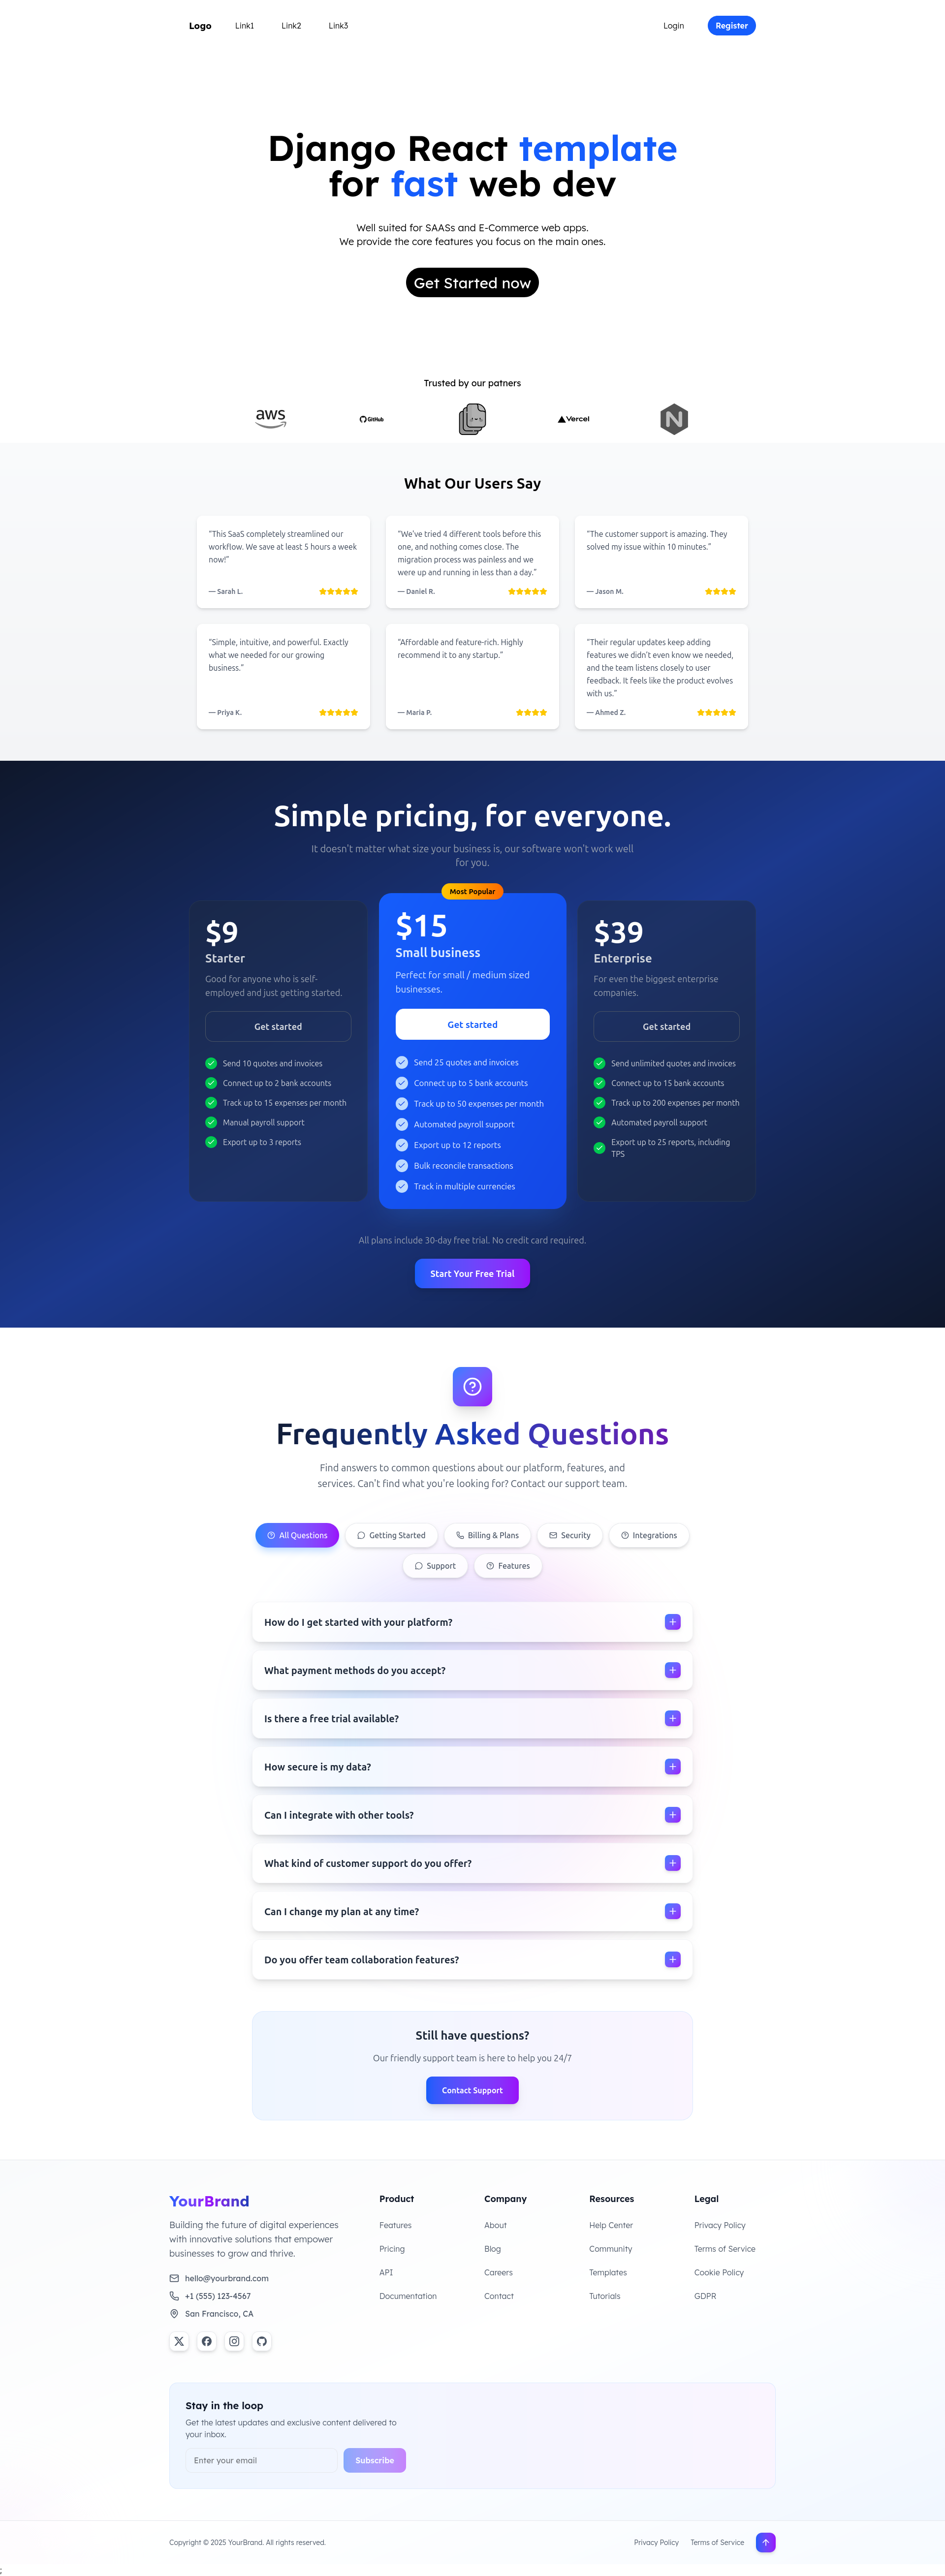 Logo
Link1
Link2
Link3
Login
Register
Django React template
for fast web dev
Well suited for SAASs and E-Commerce web apps.
We provide the core features you focus on the main ones.
Get Started now
Trusted by our patners
aws
GitHub
Vercel
N
What Our Users Say
"This SaaS completely streamlined our
workflow. We save at least 5 hours a week
now!"
— Sarah L.
"We've tried 4 different tools before this
one, and nothing comes close. The
migration process was painless and we
were up and running in less than a day."
— Daniel R.
"The customer support is amazing. They
solved my issue within 10 minutes."
— Jason M.
"Simple, intuitive, and powerful. Exactly
what we needed for our growing
business."
— Priya K.
"Affordable and feature-rich. Highly
recommend it to any startup."
— Maria P.
"Their regular updates keep adding
features we didn't even know we needed,
and the team listens closely to user
feedback. It feels like the product evolves
with us."
— Ahmed Z.
Simple pricing, for everyone.
It doesn't matter what size your business is, our software won't work well
for you.
$9
Starter
Good for anyone who is self-
employed and just getting started.
Get started
Send 10 quotes and invoices
Connect up to 2 bank accounts
Track up to 15 expenses per month
Manual payroll support
Export up to 3 reports
Most Popular
$15
Small business
Perfect for small / medium sized
businesses.
Get started
Send 25 quotes and invoices
Connect up to 5 bank accounts
Track up to 50 expenses per month
Automated payroll support
Export up to 12 reports
Bulk reconcile transactions
Track in multiple currencies
$39
Enterprise
For even the biggest enterprise
companies.
Get started
Send unlimited quotes and invoices
Connect up to 15 bank accounts
Track up to 200 expenses per month
Automated payroll support
Export up to 25 reports, including
TPS
All plans include 30-day free trial. No credit card required.
Start Your Free Trial
Frequently Asked Questions
Find answers to common questions about our platform, features, and
services. Can't find what you're looking for? Contact our support team.
All Questions
Getting Started
Billing & Plans
Security
Integrations
Support
Features
How do I get started with your platform?
What payment methods do you accept?
Is there a free trial available?
How secure is my data?
Can I integrate with other tools?
What kind of customer support do you offer?
Can I change my plan at any time?
Do you offer team collaboration features?
Still have questions?
Our friendly support team is here to help you 24/7
Contact Support
YourBrand
Building the future of digital experiences
with innovative solutions that empower
businesses to grow and thrive.
hello@yourbrand.com
+1 (555) 123-4567
San Francisco, CA
Product
Features
Pricing
API
Documentation
Company
About
Blog
Careers
Contact
Resources
Help Center
Community
Templates
Tutorials
Legal
Privacy Policy
Terms of Service
Cookie Policy
GDPR
Stay in the loop
Get the latest updates and exclusive content delivered to
your inbox.
Enter your email
Subscribe
Copyright © 2025 YourBrand. All rights reserved.
Privacy Policy
Terms of Service
;